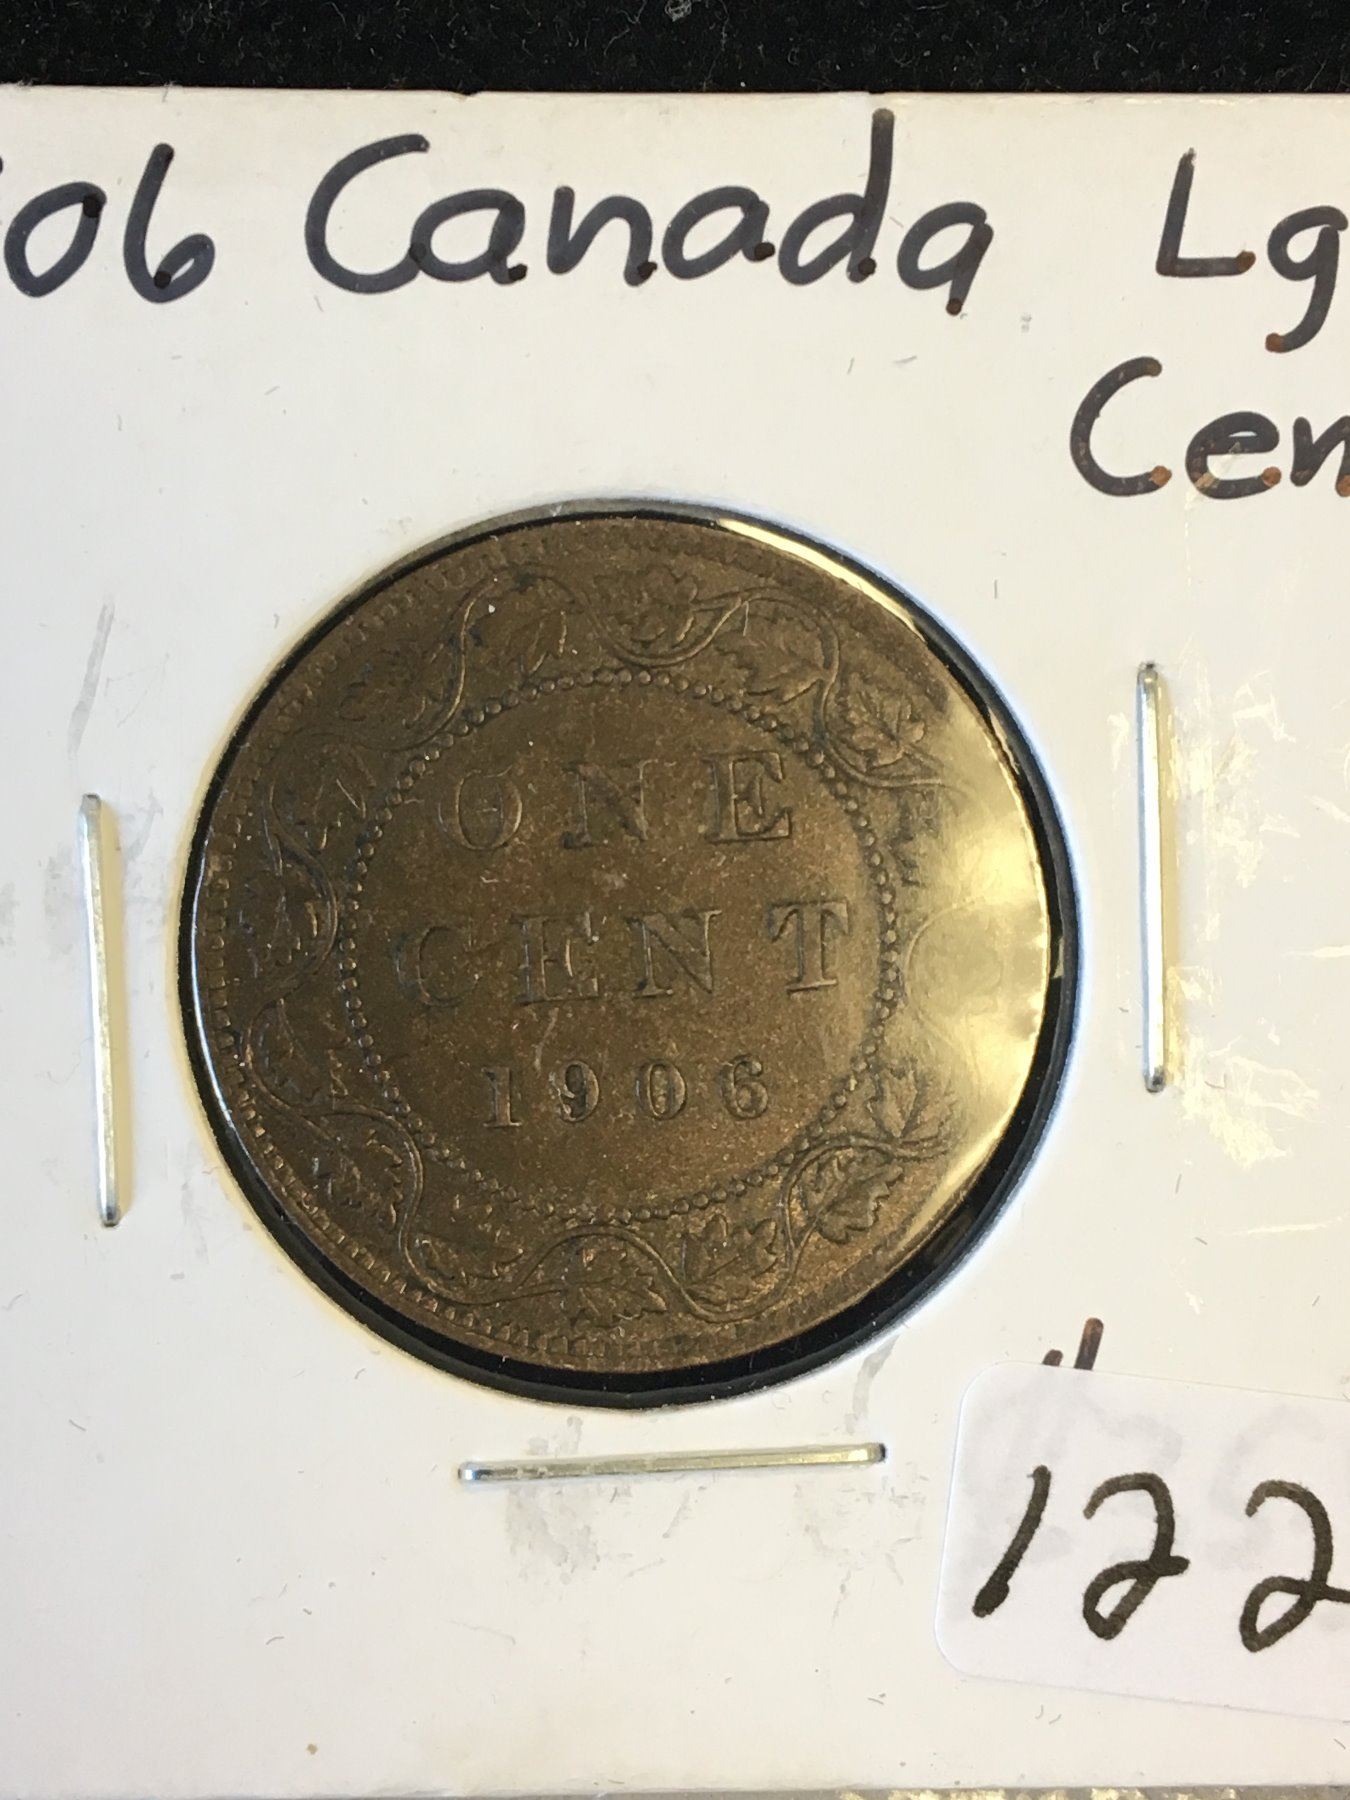 06 Canada Lg
Cen
ONE
CENT
1906
122